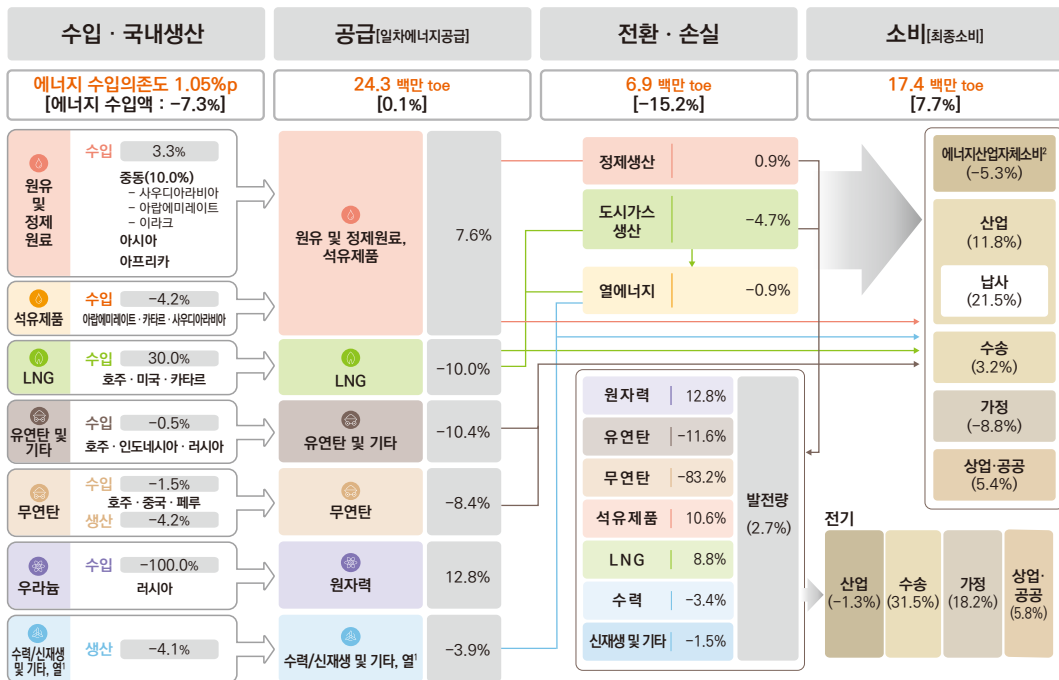 수입 · 국내생산
공급[일차에너지공급]
전환 · 손실
소비[최종소비]
에너지 수입의존도 1.05%p
[에너지 수입액 : -7.3%]
24.3 백만 toe
[0.1%]
6.9 백만 toe
[-15.2%]
17.4 백만 toe
[7.7%]
원유
및
정제
원료
수입 3.3%
중동(10.0%)
- 사우디아라비아
- 아랍에미레이트
- 이라크
아시아
아프리카
석유제품
수입 -4.2%
아랍에미레이트 · 카타르 · 사우디아라비아
LNG
수입 30.0%
호주 · 미국 · 카타르
유연탄 및
기타
수입 -0.5%
호주 · 인도네시아 · 러시아
무연탄
수입 -1.5%
호주 · 중국 · 페루
생산 -4.2%
우라늄
수입 -100.0%
러시아
수력/신재생
및 기타, 열¹
생산 -4.1%
원유 및 정제원료,
석유제품
7.6%
LNG
-10.0%
유연탄 및 기타
-10.4%
무연탄
-8.4%
원자력
12.8%
수력/신재생 및 기타, 열¹
-3.9%
정제생산 0.9%
도시가스
생산
-4.7%
열에너지 -0.9%
원자력 12.8%
유연탄 -11.6%
무연탄 -83.2%
석유제품 10.6%
LNG 8.8%
수력 -3.4%
신재생 및 기타 -1.5%
발전량
(2.7%)
에너지산업자체소비²
(-5.3%)
산업
(11.8%)
납사
(21.5%)
수송
(3.2%)
가정
(-8.8%)
상업·공공
(5.4%)
전기
산업
(-1.3%)
수송
(31.5%)
가정
(18.2%)
상업·
공공
(5.8%)